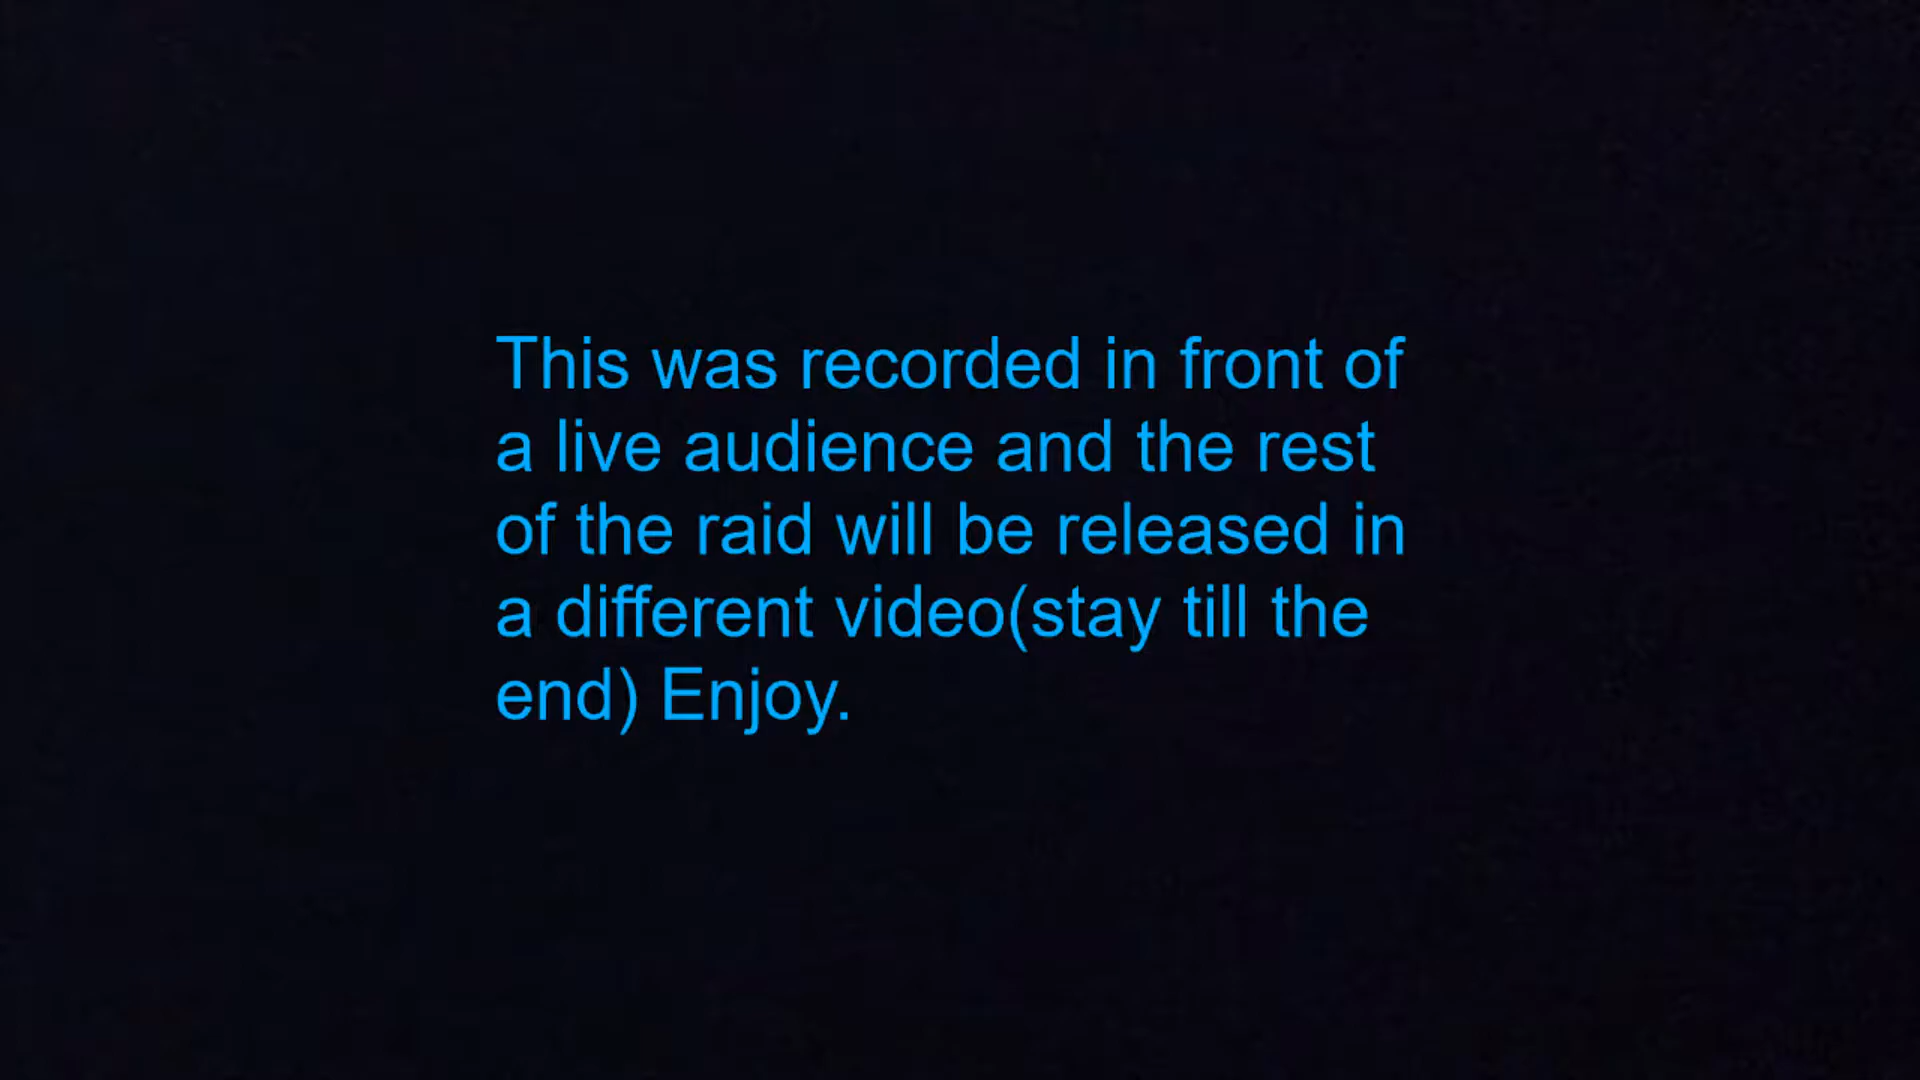 This was recorded in front of
a live audience and the rest
of the raid will be released in
a different video(stay till the
end) Enjoy.